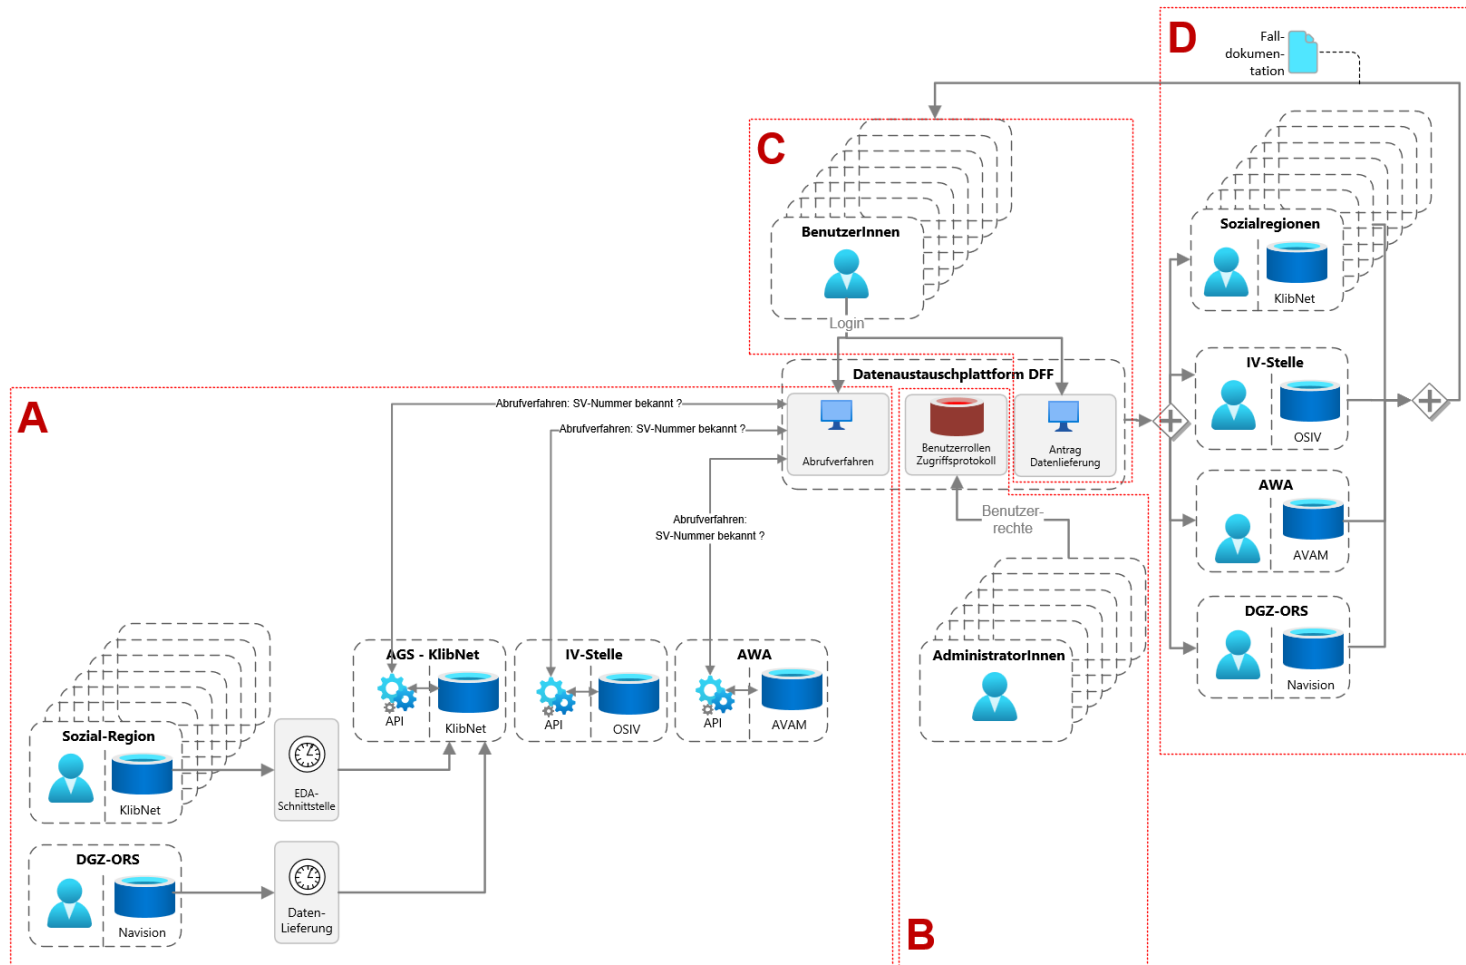 D
Fall-
dokumen-
tation
C
BenutzerInnen
Login
Sozialregionen
KlibNet
IV-Stelle
OSIV
AWA
AVAM
DGZ-ORS
Navision
Datenaustauschplattform DFF
Abrufverfahren
Benutzerrollen
Zugriffsprotokoll
Antrag
Datenlieferung
A
Abrufverfahren: SV-Nummer bekannt ?
Abrufverfahren: SV-Nummer bekannt ?
Abrufverfahren:
SV-Nummer bekannt ?
Benutzer-
rechte
AdministratorInnen
B
AGS - KlibNet
API
KlibNet
IV-Stelle
API
OSIV
AWA
API
AVAM
Sozial-Region
KlibNet
EDA-
Schnittstelle
DGZ-ORS
Navision
Daten-
Lieferung